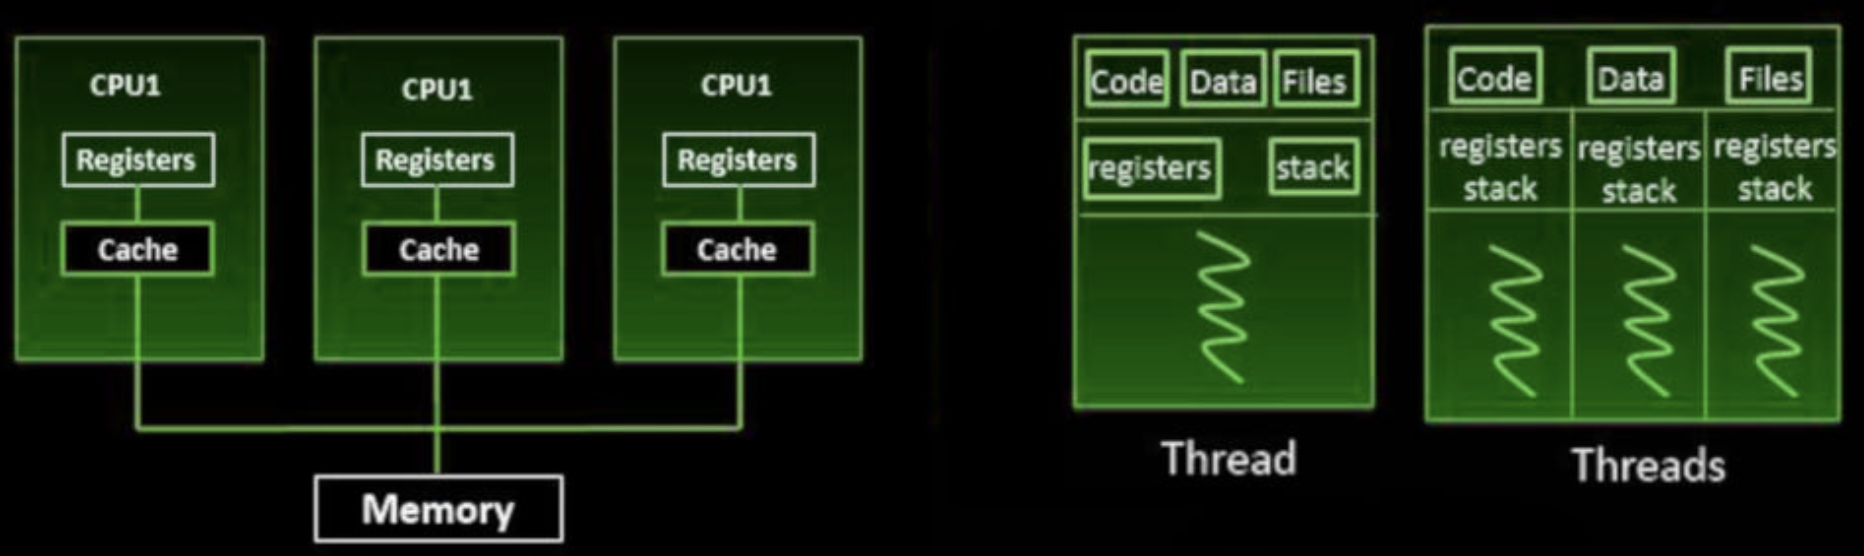 CPU1
Registers
Cache
CPU1
Registers
Cache
CPU1
Registers
Cache
Memory
Code Data Files
registers stack
Thread
Code Data Files
registers
stack
registers
stack
registers
stack
Threads